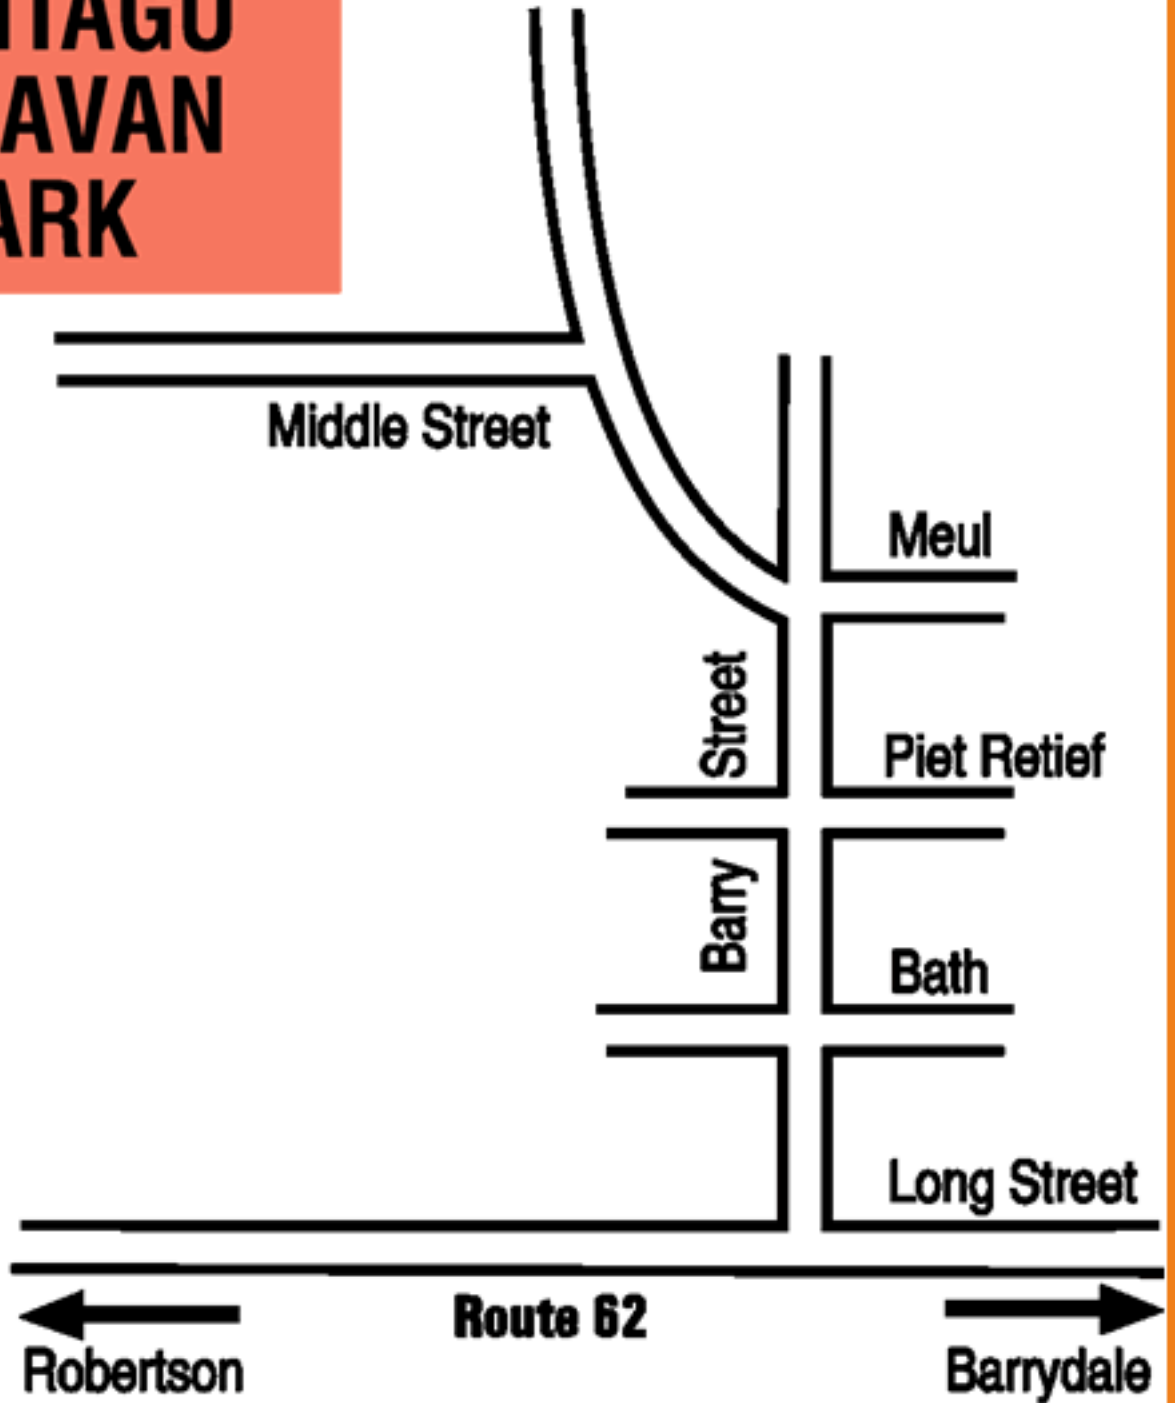 ITAGU
AVAN
ARK
Middle Street
Meul
Street
Piet Retief
Barry
Bath
Long Street
Route 62
Robertson
Barrydale